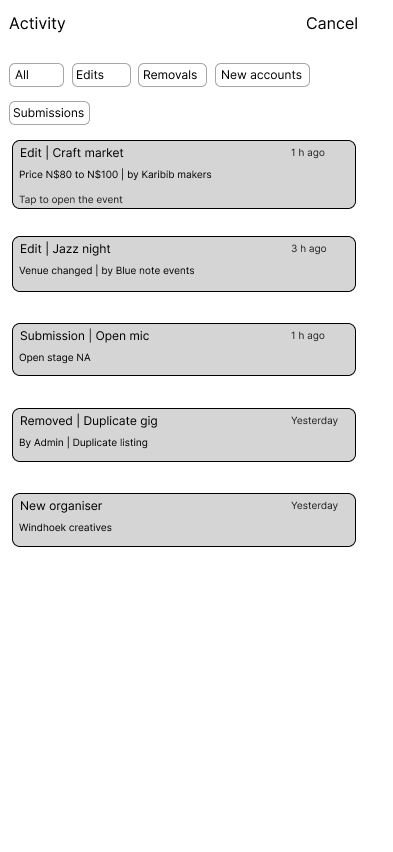 Activity Cancel
All Edits Removals New accounts
Submissions
Edit | Craft market 1 h ago
Price N$80 to N$100 | by Karibib makers
Tap to open the event
Edit | Jazz night 3 h ago
Venue changed | by Blue note events
Submission | Open mic 1 h ago
Open stage NA
Removed | Duplicate gig Yesterday
By Admin | Duplicate listing
New organiser Yesterday
Windhoek creatives